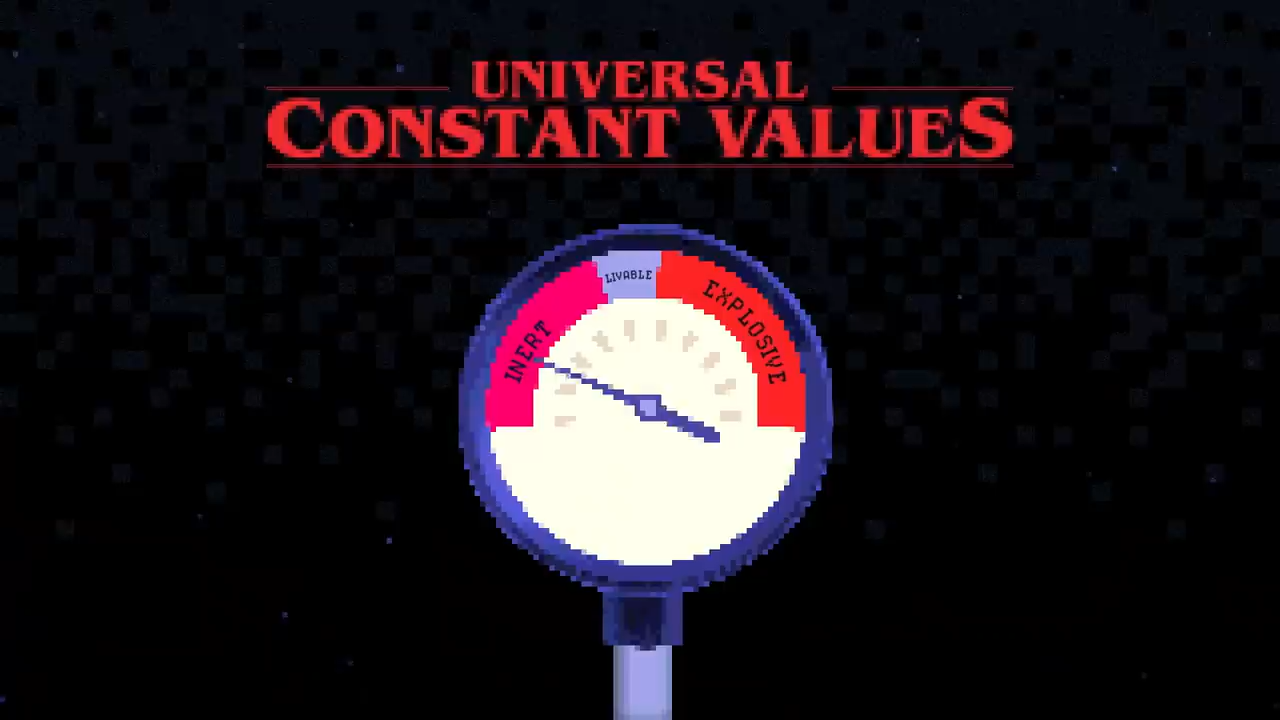 UNIVERSAL
CONSTANT VALUES
LIVABLE
INERT
EXPLOSIVE